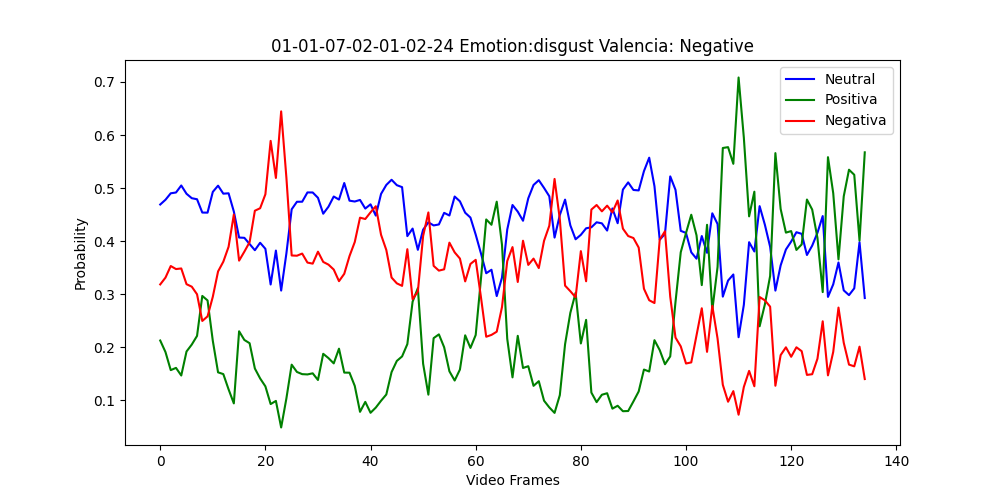 01-01-07-02-01-02-24 Emotion:disgust Valencia: Negative
Neutral
Positiva
Negativa
0.7
0.6
0.5
0.4
0.3
0.2
0.1
Probability
0 20 40 60 80 100 120 140
Video Frames